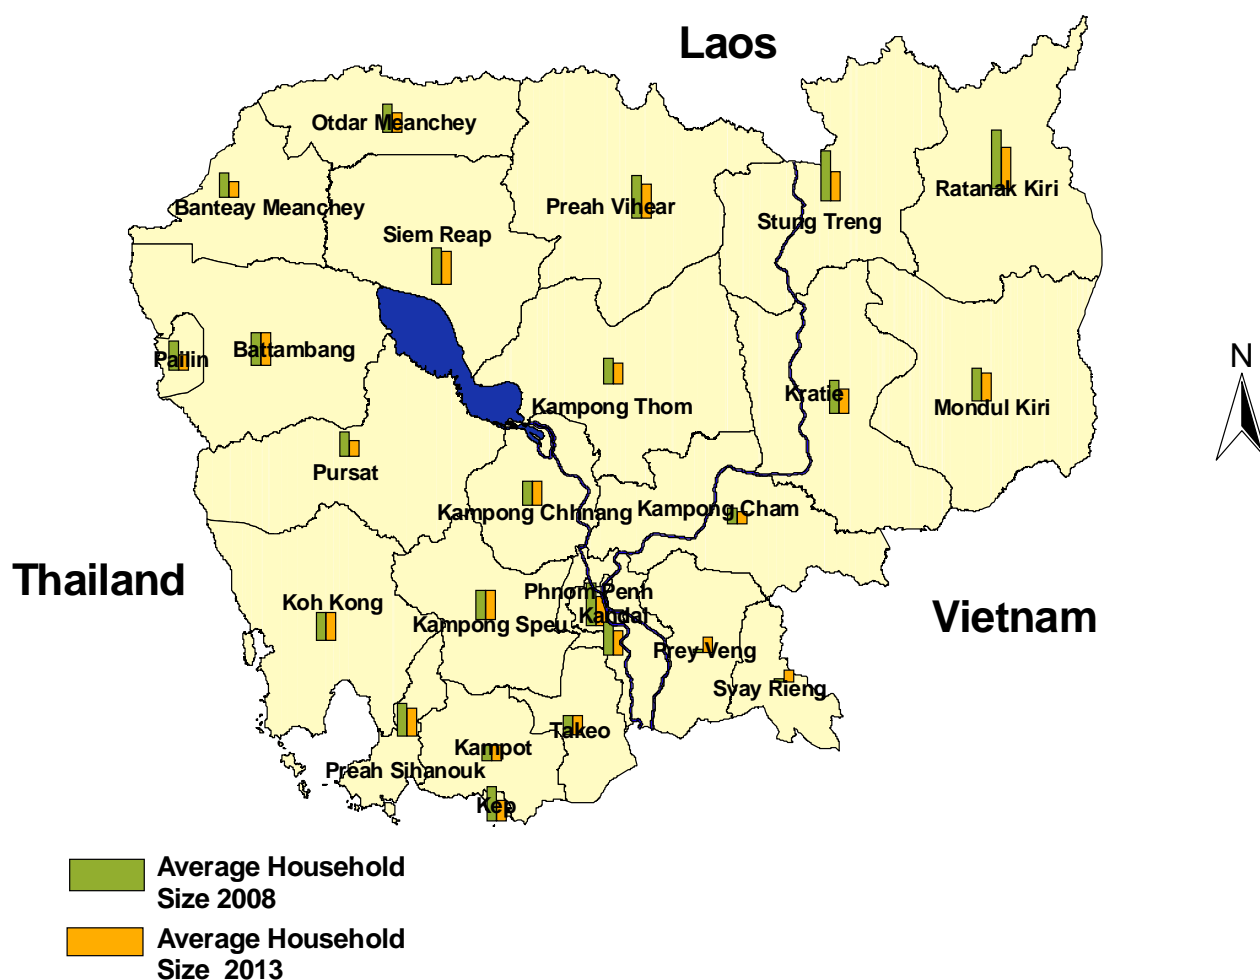 Laos
Otdar Meanchey
Ratanak Kiri
Banteay Meanchey
Preah Vihear
Stung Treng
Siem Reap
N
Pailin
Battambang
Kratie
Kampong Thom
Mondul Kiri
Pursat
Kampong Chhnang
Kampong Cham
Thailand
Phnom Penh
Koh Kong
Kampong Speu
Kandal
Vietnam
Prey Veng
Svay Rieng
Takeo
Kampot
Preah Sihanouk
Kep
Average Household
Size 2008
Average Household
Size 2013